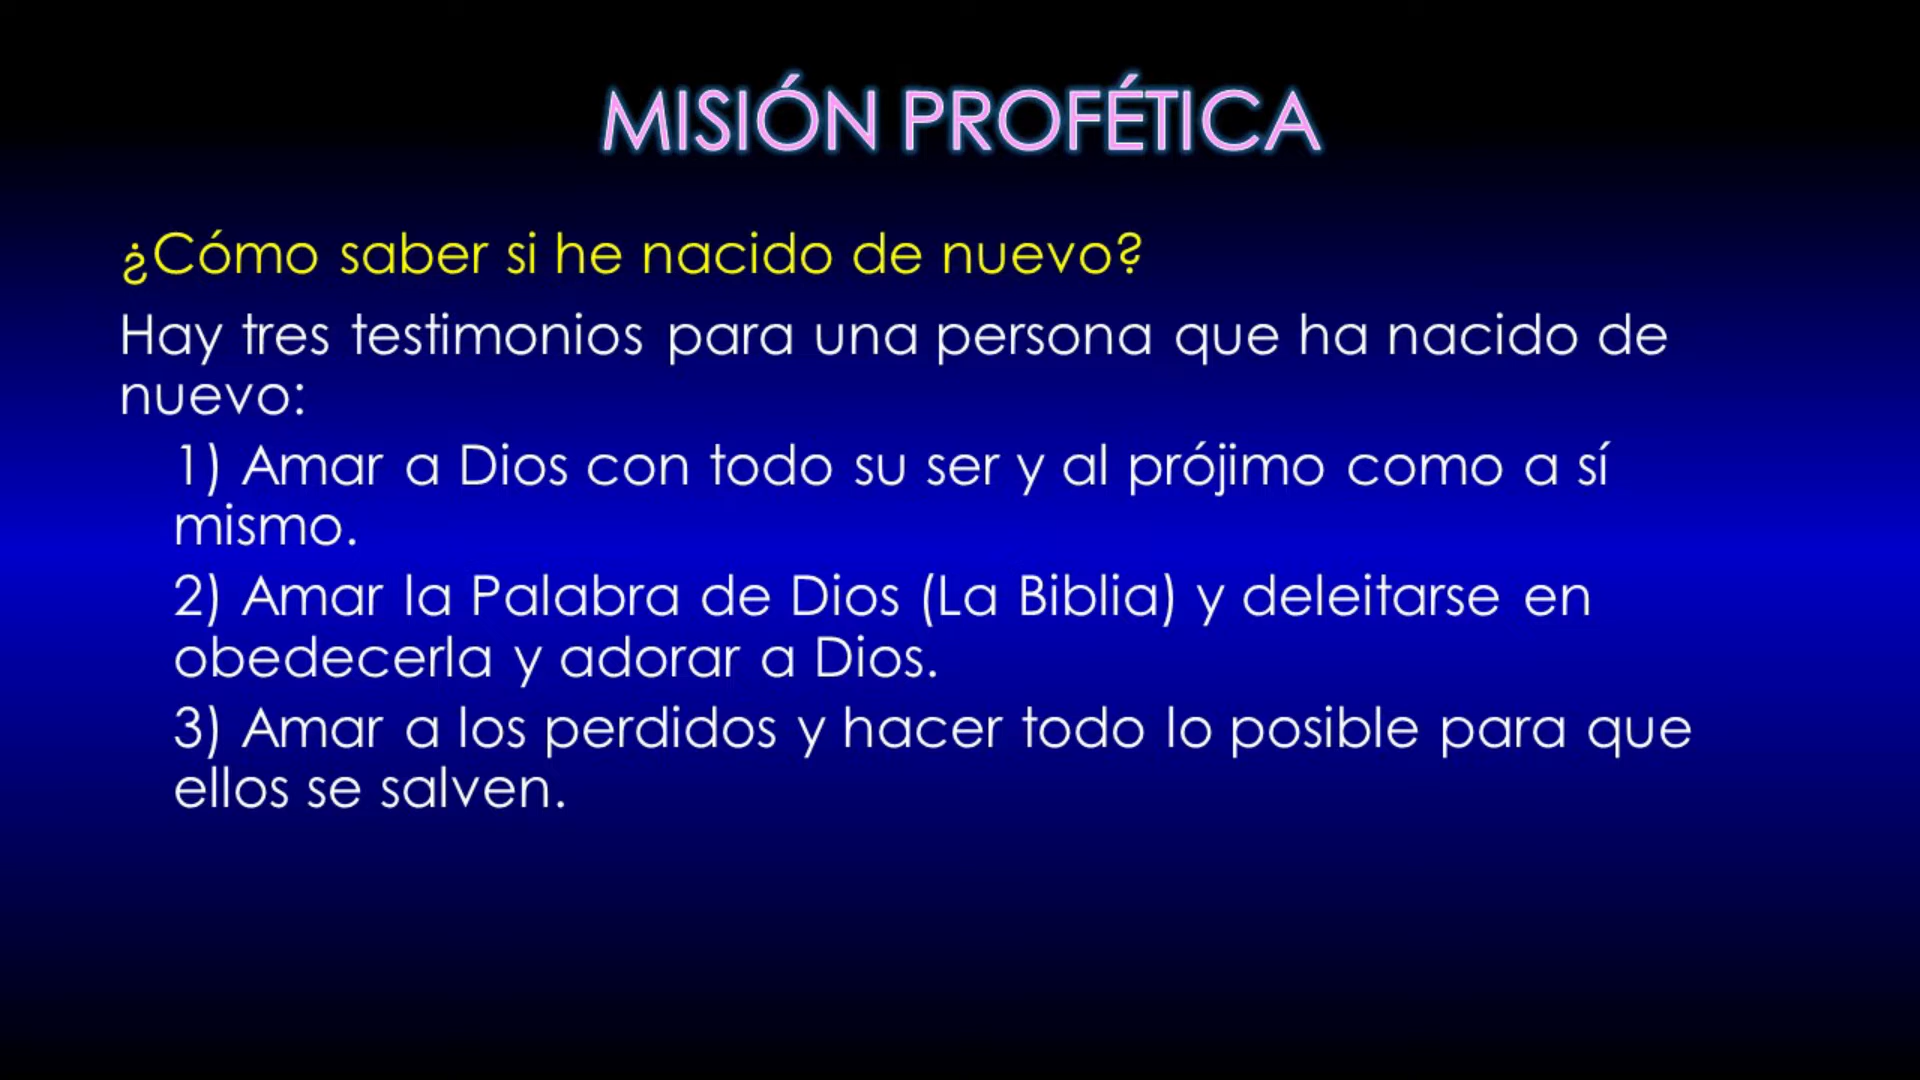 MISIÓN PROFÉTICA
¿Cómo saber si he nacido de nuevo?
Hay tres testimonios para una persona que ha nacido de
nuevo:
1) Amar a Dios con todo su ser y al prójimo como a sí
mismo.
2) Amar la Palabra de Dios (La Biblia) y deleitarse en
obedecerla y adorar a Dios.
3) Amar a los perdidos y hacer todo lo posible para que
ellos se salven.